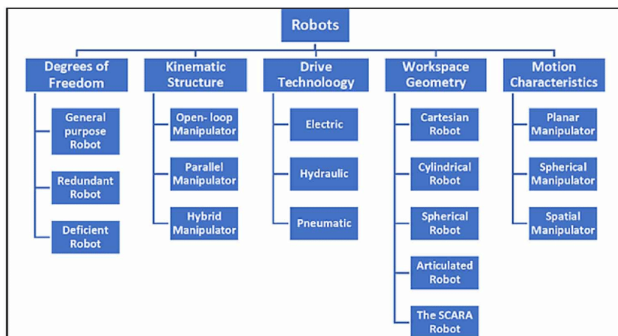 Robots
Degrees of
Freedom
Kinematic
Structure
Drive
Technoloogy
Workspace
Geometry
Motion
Characteristics
General
purpose
Robot
Redundant
Robot
Deficient
Robot
Open- loop
Manipulator
Parallel
Manipulator
Hybrid
Manipulator
Electric
Hydraulic
Pneumatic
Cartesian
Robot
Cylindrical
Robot
Spherical
Robot
Articulated
Robot
The SCARA
Robot
Planar
Manipulator
Spherical
Manipulator
Spatial
Manipulator